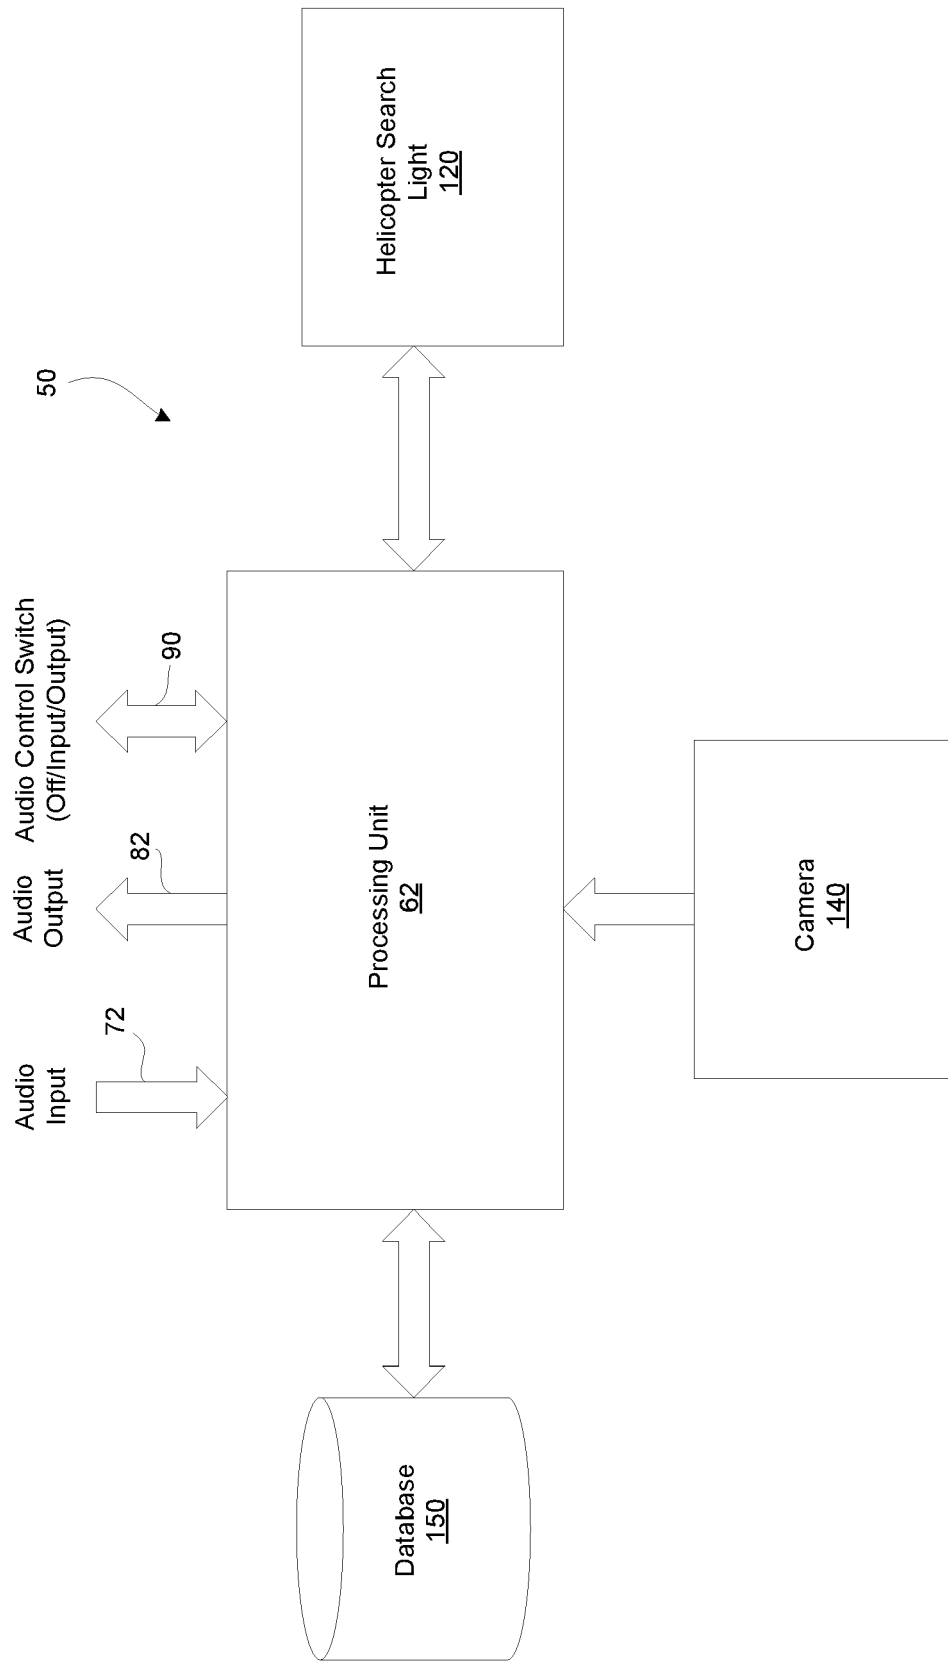 Audio
Input
72
Audio
Output
82
Audio Control Switch
(Off/Input/Output)
90
50
Database
150
Processing Unit
62
Helicopter Search
Light
120
Camera
140